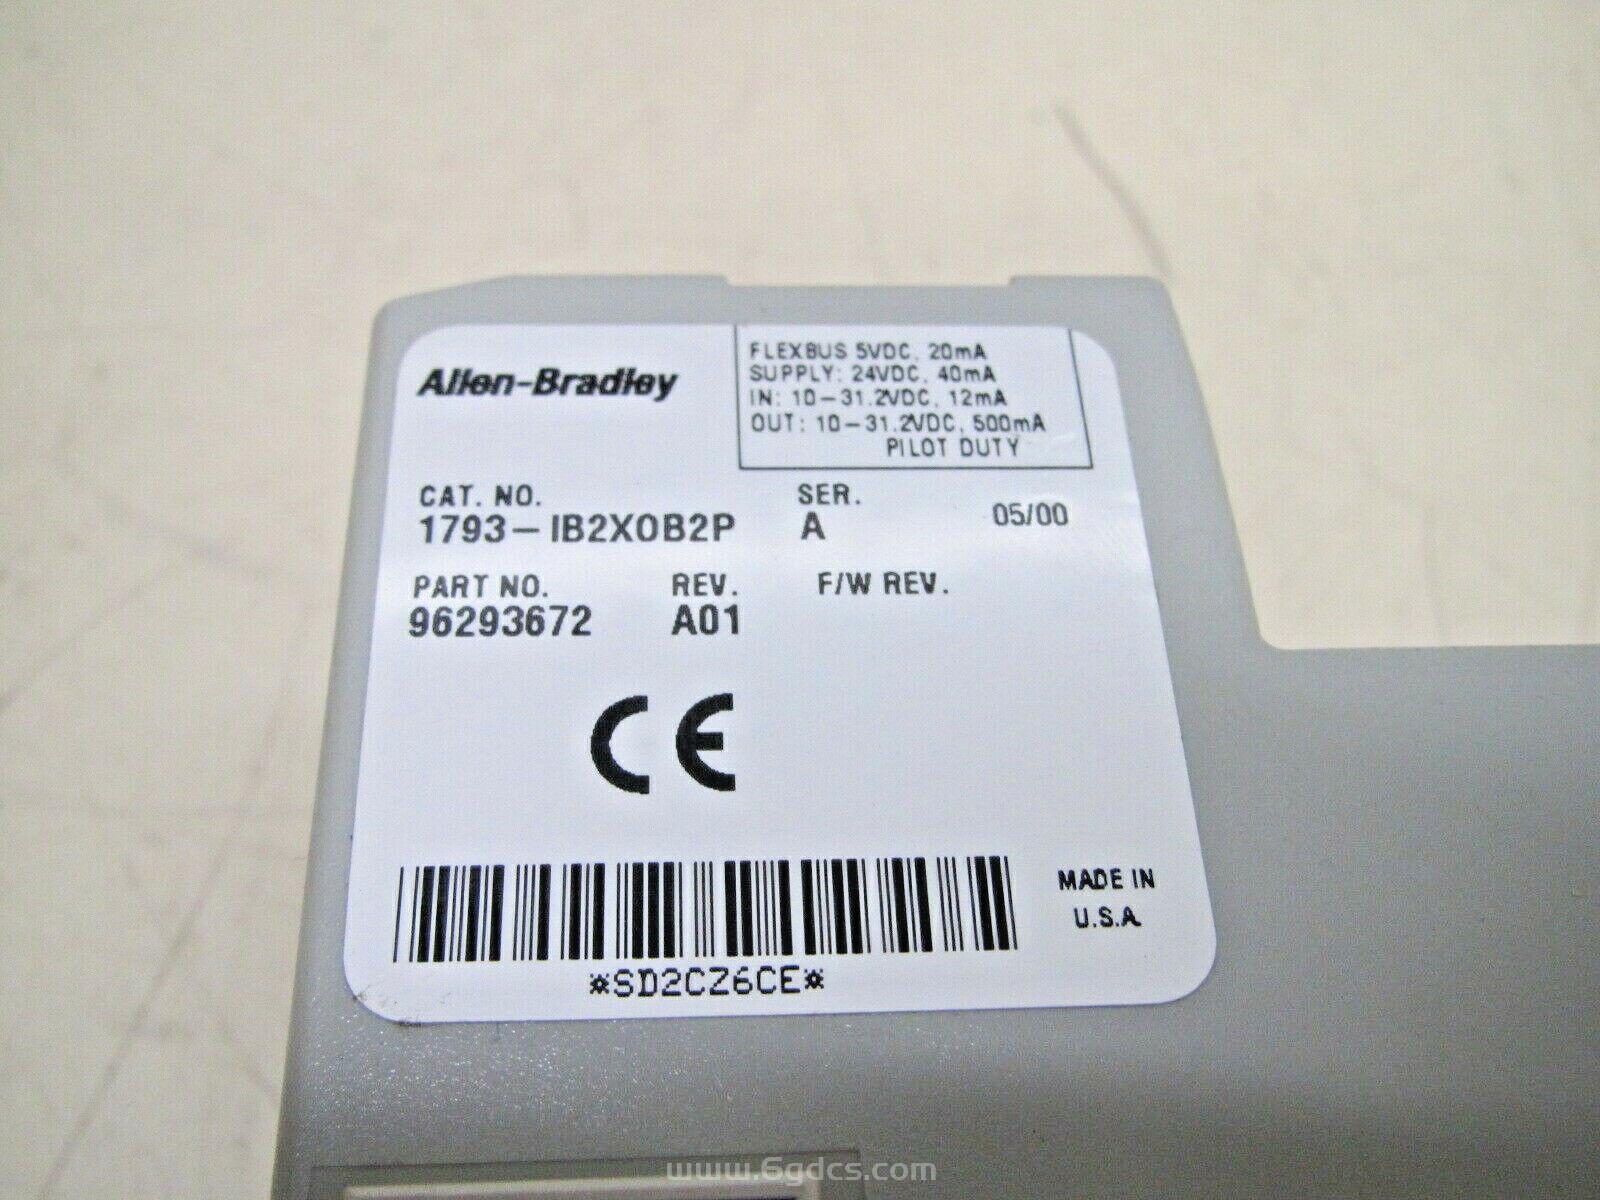 Allen-Bradley
FLEXBUS 5VDC, 20mA
SUPPLY: 24VDC, 40mA
IN: 10-31.2VDC, 12mA
OUT: 10-31.2VDC, 500mA
PILOT DUTY
CAT. NO.
1793-IB2XOB2P
SER.
A
05/00
PART NO.
96293672
REV.
A01
F/W REV.
CE
MADE IN
U.S.A.
*SD2CZ6CE*
www.6gdcs.com